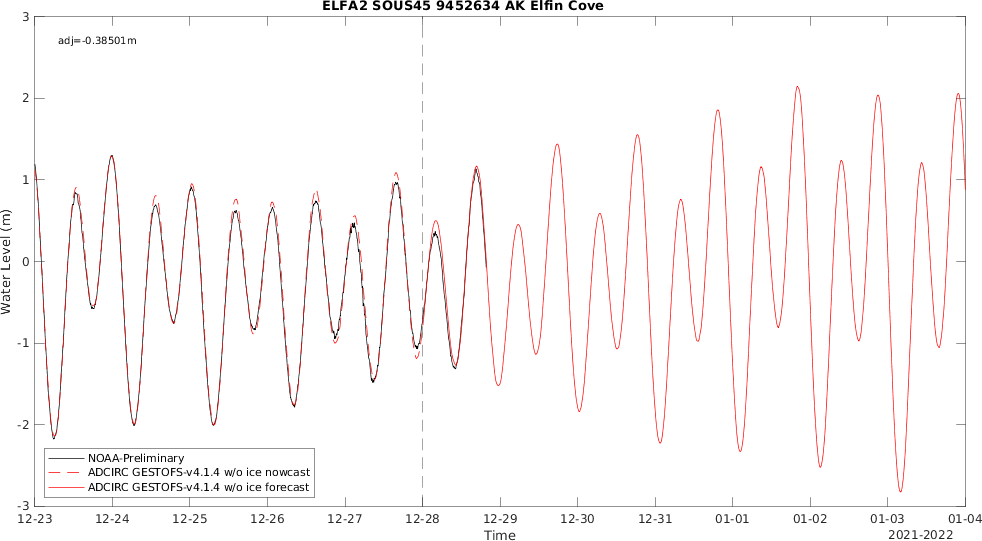 ELFA2 SOUS45 9452634 AK Elfin Cove
adj=-0.38501m
3
2
1
0
-1
-2
-3
Water Level (m)
NOAA-Preliminary
ADCIRC GESTOFS-v4.1.4 w/o ice nowcast
ADCIRC GESTOFS-v4.1.4 w/o ice forecast
12-23 12-24 12-25 12-26 12-27 12-28 12-29 12-30 12-31 01-01 01-02 01-03 01-04
Time
2021-2022